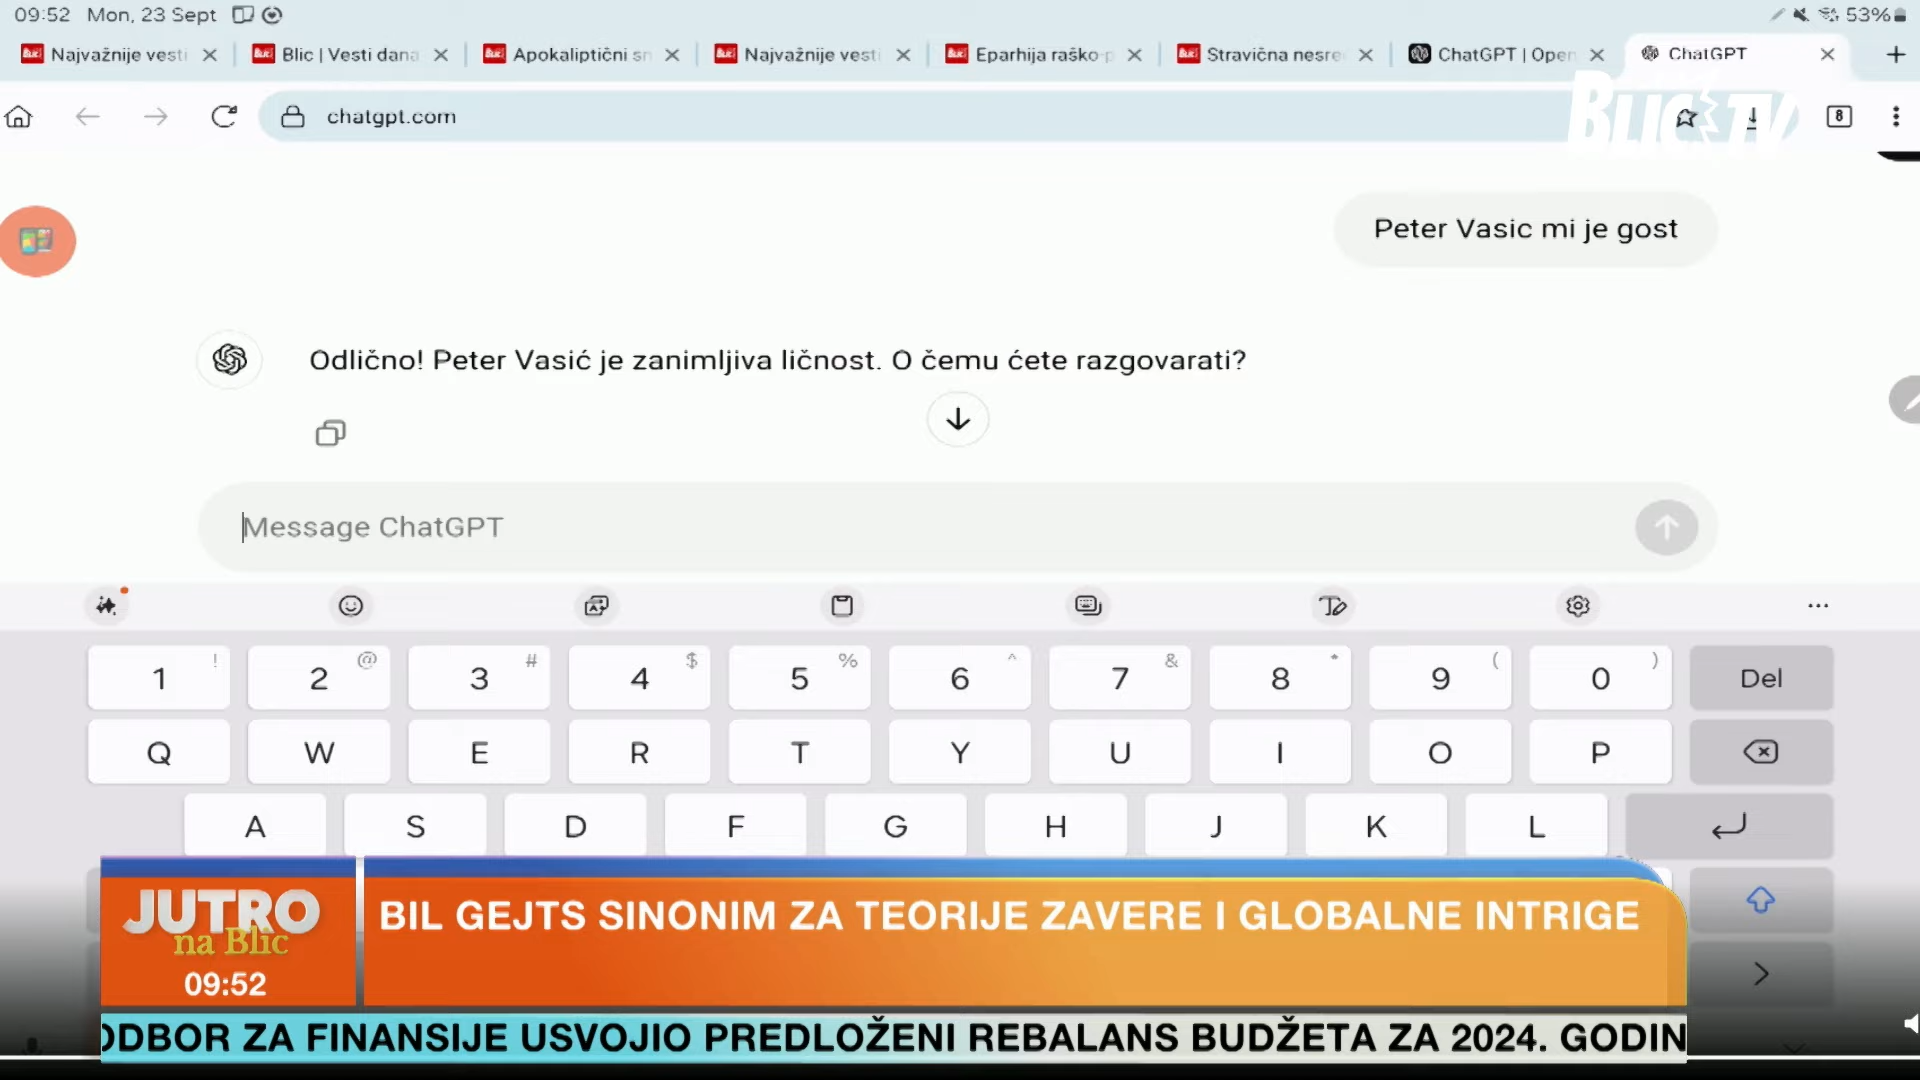 09:52 Mon, 23 Sept
53%
Najvažnije vesti
Blic | Vesti dana
Apokaliptični sn
Najvažnije vesti
Eparhija raško-p
Stravična nesre
ChatGPT | Open
ChatGPT
chatgpt.com
8
BLIC TV
Peter Vasic mi je gost
Odlično! Peter Vasić je zanimljiva ličnost. O čemu ćete razgovarati?
Message ChatGPT
1 ! 2 @ 3 # 4 $ 5 % 6 ^ 7 & 8 * 9 ( 0 ) Del
Q W E R T Y U I O P
A S D F G H J K L
JUTRO
na Blic
09:52
BIL GEJTS SINONIM ZA TEORIJE ZAVERE I GLOBALNE INTRIGE
ODBOR ZA FINANSIJE USVOJIO PREDLOŽENI REBALANS BUDŽETA ZA 2024. GODIN